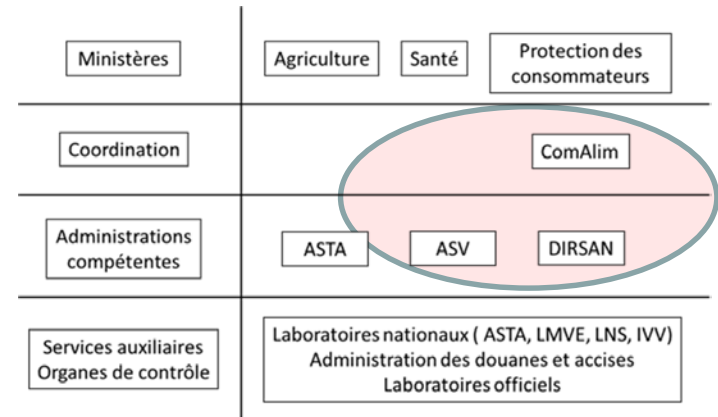 Ministères
Agriculture
Santé
Protection des
consommateurs
Coordination
ComAlim
Administrations
compétentes
ASTA
ASV
DIRSAN
Services auxiliaires
Organes de contrôle
Laboratoires nationaux ( ASTA, LMVE, LNS, IVV)
Administration des douanes et accises
Laboratoires officiels